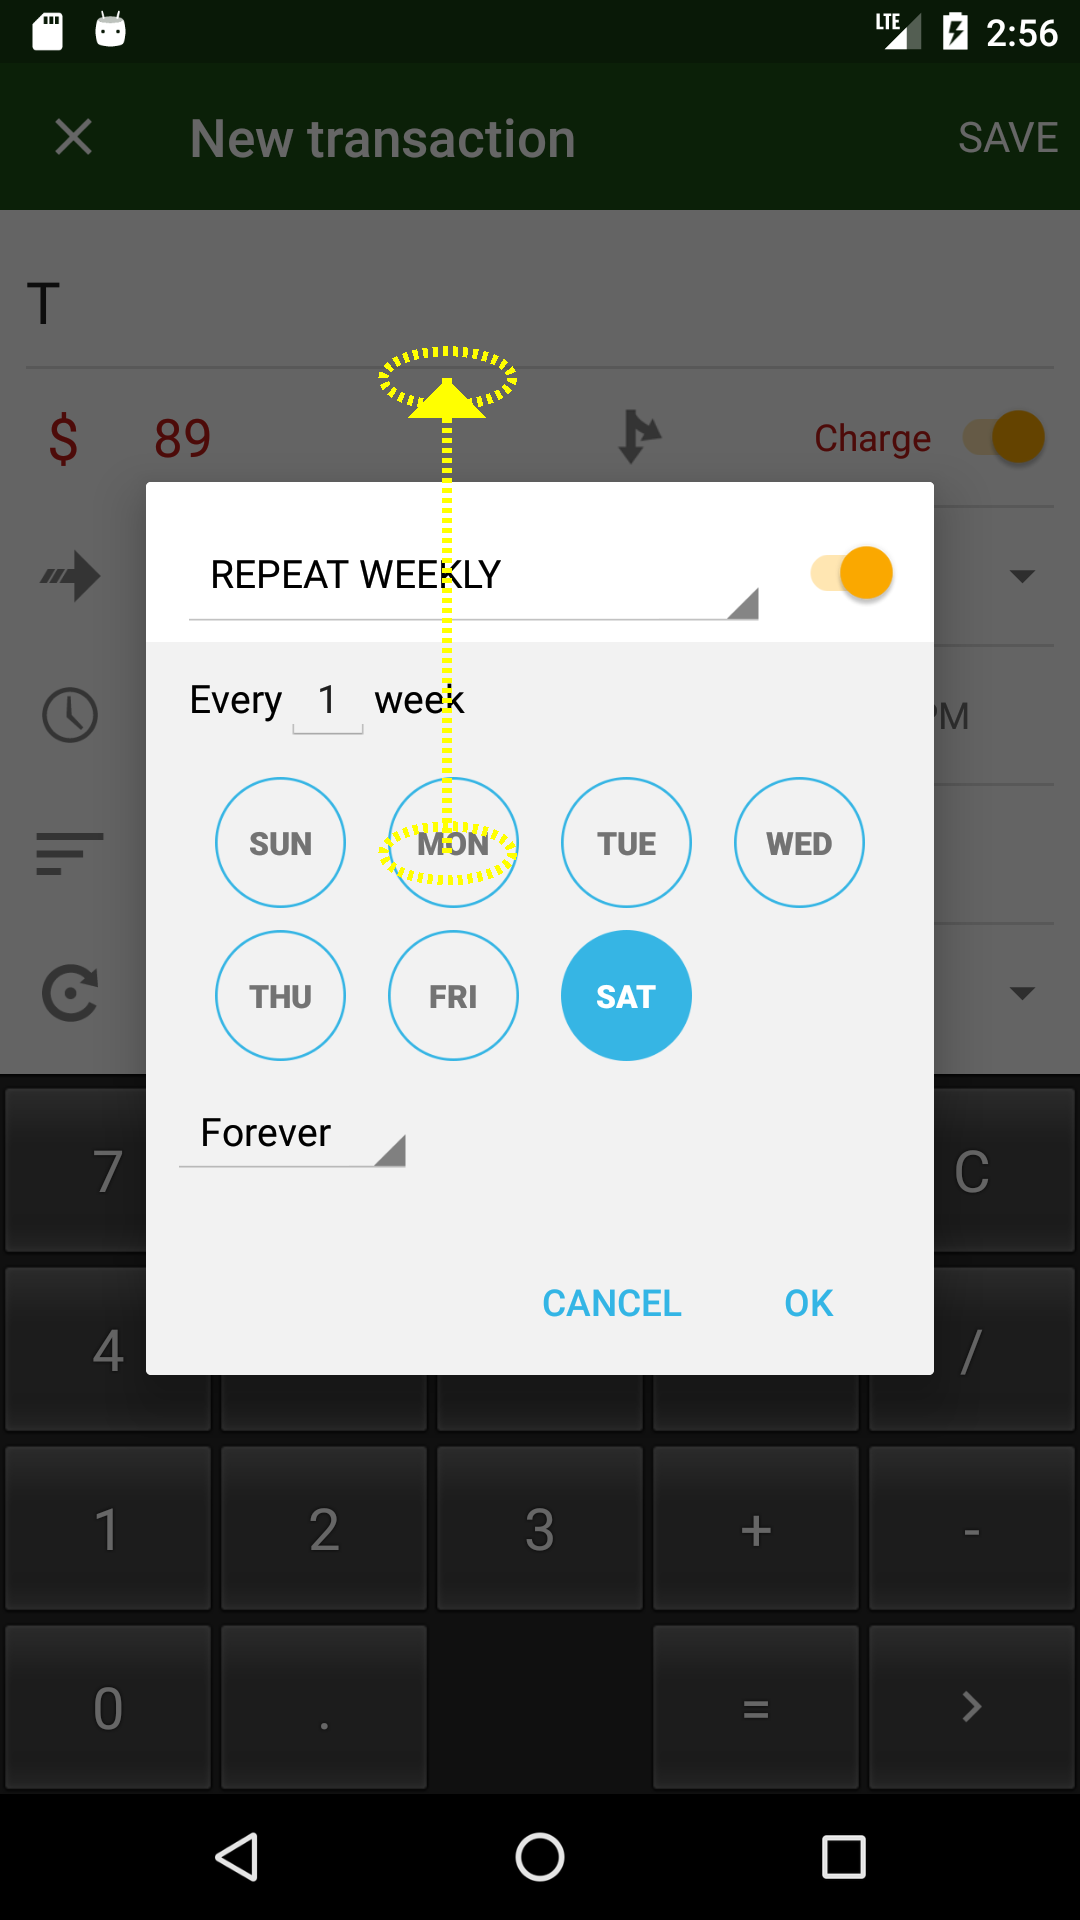 LTE 2:56
New transaction SAVE
T
$ 89 Charge
REPEAT WEEKLY
Every 1 week
PM
SUN MON TUE WED
THU FRI SAT
Forever
7 C
CANCEL OK
4 /
1 2 3 + -
0 . = >